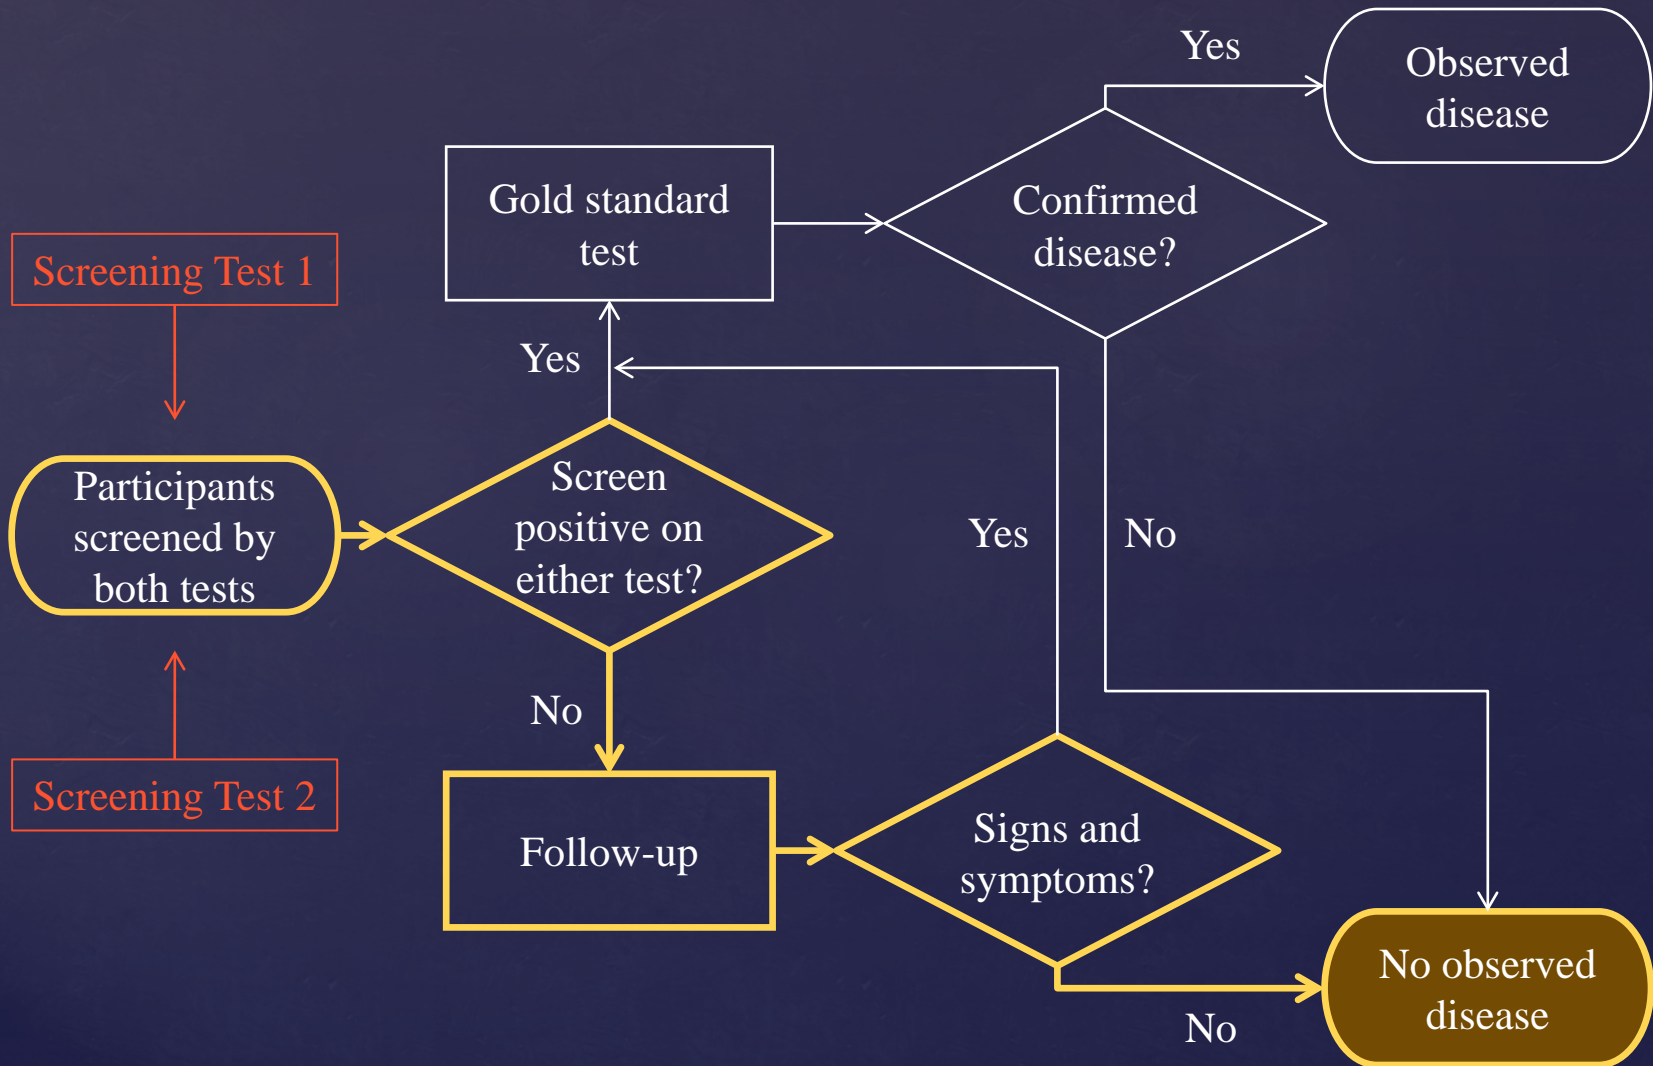 Yes
Observed
disease
Gold standard
test
Confirmed
disease?
Screening Test 1
Yes
Participants
screened by
both tests
Screen
positive on
either test?
Yes
No
No
Screening Test 2
Follow-up
Signs and
symptoms?
No
No observed
disease